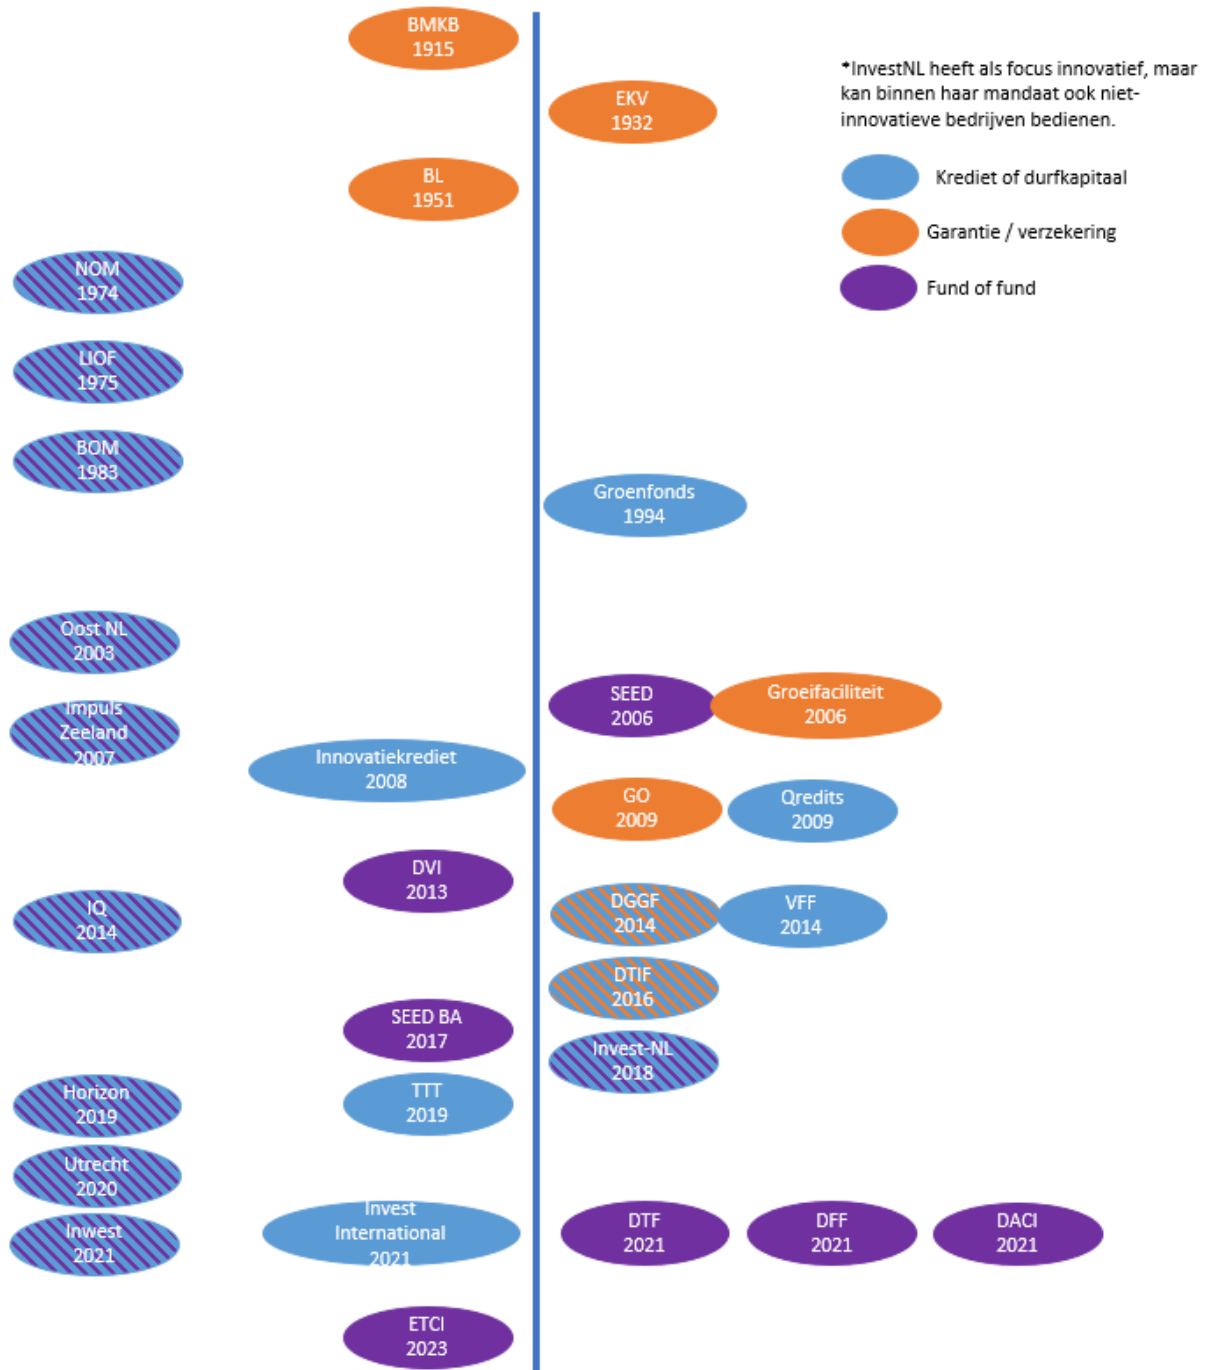 BMKB
1915
*InvestNL heeft als focus innovatief, maar
kan binnen haar mandaat ook niet-
innovatieve bedrijven bedienen.
EKV
1932
BL
1951
Krediet of durfkapitaal
Garantie / verzekering
Fund of fund
NOM
1974
LIOF
1975
BOM
1983
Groenfonds
1994
Oost NL
2003
SEED
2006
Groeifaciliteit
2006
Impuls
Zeeland
2007
Innovatiekrediet
2008
GO
2009
Qredits
2009
DVI
2013
IQ
2014
DGGF
2014
VFF
2014
DTIF
2016
SEED BA
2017
Invest-NL
2018
Horizon
2019
TTT
2019
Utrecht
2020
Inwest
2021
Invest
International
2021
DTF
2021
DFF
2021
DACI
2021
ETCI
2023